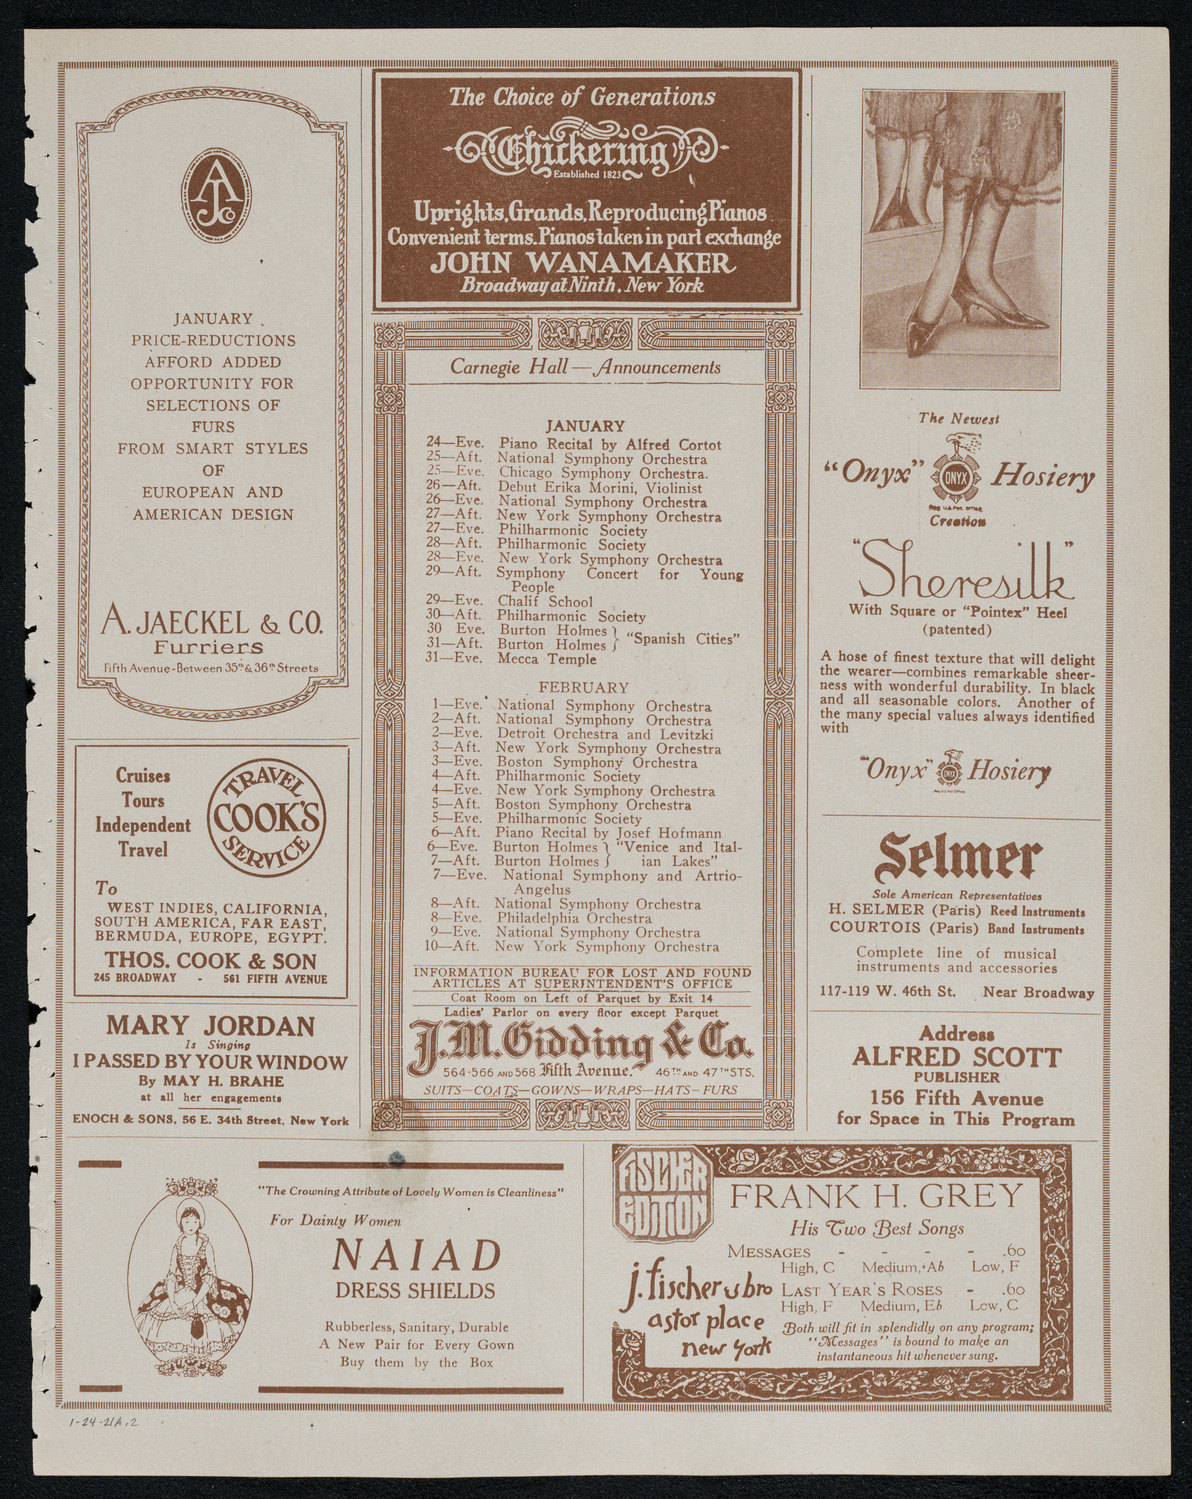 AJCo
JANUARY
PRICE-REDUCTIONS
AFFORD ADDED
OPPORTUNITY FOR
SELECTIONS OF
FURS
FROM SMART STYLES
OF
EUROPEAN AND
AMERICAN DESIGN
A. JAECKEL & CO.
Furriers
Fifth Avenue-Between 35th & 36th Streets
Cruises
Tours
Independent
Travel
TRAVEL
COOK'S
SERVICE
To
WEST INDIES, CALIFORNIA,
SOUTH AMERICA, FAR EAST,
BERMUDA, EUROPE, EGYPT.
THOS. COOK & SON
245 BROADWAY - 561 FIFTH AVENUE
MARY JORDAN
Is Singing
I PASSED BY YOUR WINDOW
By MAY H. BRAHE
at all her engagements
ENOCH & SONS, 56 E. 34th Street, New York
The Choice of Generations
Chickering
Established 1823
Uprights, Grands, Reproducing Pianos
Convenient terms. Pianos taken in part exchange
JOHN WANAMAKER
Broadway at Ninth, New York
Carnegie Hall—Announcements
JANUARY
24—Eve. Piano Recital by Alfred Cortot
25—Aft. National Symphony Orchestra
25—Eve. Chicago Symphony Orchestra.
26—Aft. Debut Erika Morini, Violinist
26—Eve. National Symphony Orchestra
27—Aft. New York Symphony Orchestra
27—Eve. Philharmonic Society
28—Aft. Philharmonic Society
28—Eve. New York Symphony Orchestra
29—Aft. Symphony Concert for Young
People
29—Eve. Chalif School
30—Aft. Philharmonic Society
30 Eve. Burton Holmes } "Spanish Cities"
31—Aft. Burton Holmes }
31—Eve. Mecca Temple
FEBRUARY
1—Eve. National Symphony Orchestra
2—Aft. National Symphony Orchestra
2—Eve. Detroit Orchestra and Levitzki
3—Aft. New York Symphony Orchestra
3—Eve. Boston Symphony Orchestra
4—Aft. Philharmonic Society
4—Eve. New York Symphony Orchestra
5—Aft. Boston Symphony Orchestra
5—Eve. Philharmonic Society
6—Aft. Piano Recital by Josef Hofmann
6—Eve. Burton Holmes } "Venice and Ital-
7—Aft. Burton Holmes } ian Lakes"
7—Eve. National Symphony and Artrio-
Angelus
8—Aft. National Symphony Orchestra
8—Eve. Philadelphia Orchestra
9—Eve. National Symphony Orchestra
10—Aft. New York Symphony Orchestra
INFORMATION BUREAU FOR LOST AND FOUND
ARTICLES AT SUPERINTENDENT'S OFFICE
Coat Room on Left of Parquet by Exit 14
Ladies' Parlor on every floor except Parquet
J.M. Gidding & Co.
564-566 AND 568 Fifth Avenue. 46TH AND 47TH STS.
SUITS—COATS—GOWNS—WRAPS—HATS—FURS
The Newest
"Onyx" ONYX Hosiery
Reg. U.S. Pat. Office
Creation
"Sheresilk"
With Square or "Pointex" Heel
(patented)
A hose of finest texture that will delight
the wearer—combines remarkable sheer-
ness with wonderful durability. In black
and all seasonable colors. Another of
the many special values always identified
with
"Onyx" ONYX Hosiery
Reg. U.S. Pat. Office
Selmer
Sole American Representatives
H. SELMER (Paris) Reed Instruments
COURTOIS (Paris) Band Instruments
Complete line of musical
instruments and accessories
117-119 W. 46th St. Near Broadway
Address
ALFRED SCOTT
PUBLISHER
156 Fifth Avenue
for Space in This Program
"The Crowning Attribute of Lovely Women is Cleanliness"
For Dainty Women
NAIAD
DRESS SHIELDS
Rubberless, Sanitary, Durable
A New Pair for Every Gown
Buy them by the Box
FISCHER
EDITION
j. fischer & bro
astor place
new york
FRANK H. GREY
His Two Best Songs
MESSAGES - - - - .60
High, C Medium, Ab Low, F
LAST YEAR'S ROSES - .60
High, F Medium, Eb Low, C
Both will fit in splendidly on any program;
"Messages" is bound to make an
instantaneous hit whenever sung.
1-24-21A.2